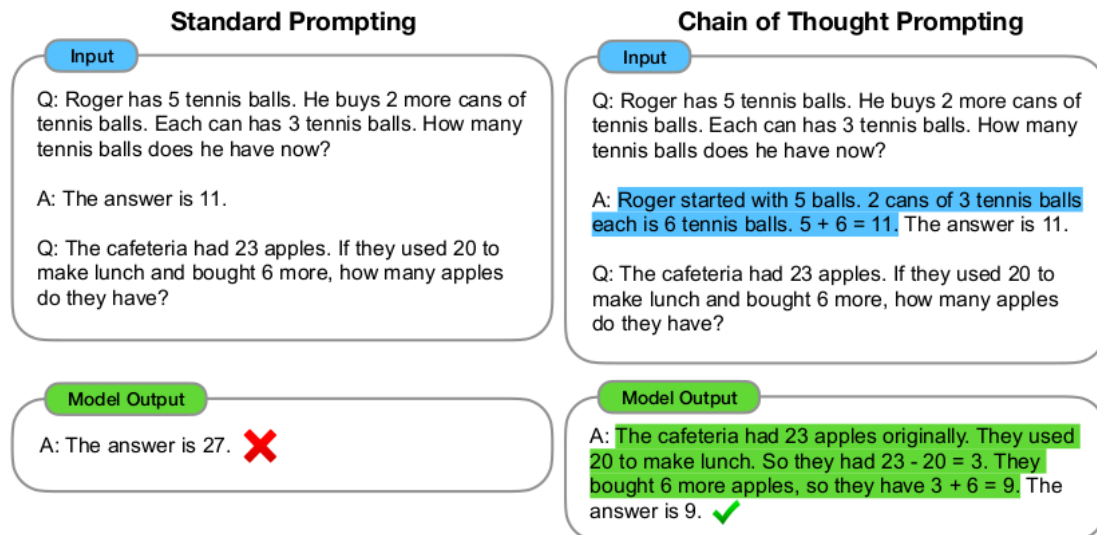 Standard Prompting
Input
Q: Roger has 5 tennis balls. He buys 2 more cans of
tennis balls. Each can has 3 tennis balls. How many
tennis balls does he have now?
A: The answer is 11.
Q: The cafeteria had 23 apples. If they used 20 to
make lunch and bought 6 more, how many apples
do they have?
Model Output
A: The answer is 27.
Chain of Thought Prompting
Input
Q: Roger has 5 tennis balls. He buys 2 more cans of
tennis balls. Each can has 3 tennis balls. How many
tennis balls does he have now?
A: Roger started with 5 balls. 2 cans of 3 tennis balls
each is 6 tennis balls. 5 + 6 = 11. The answer is 11.
Q: The cafeteria had 23 apples. If they used 20 to
make lunch and bought 6 more, how many apples
do they have?
Model Output
A: The cafeteria had 23 apples originally. They used
20 to make lunch. So they had 23 - 20 = 3. They
bought 6 more apples, so they have 3 + 6 = 9. The
answer is 9.